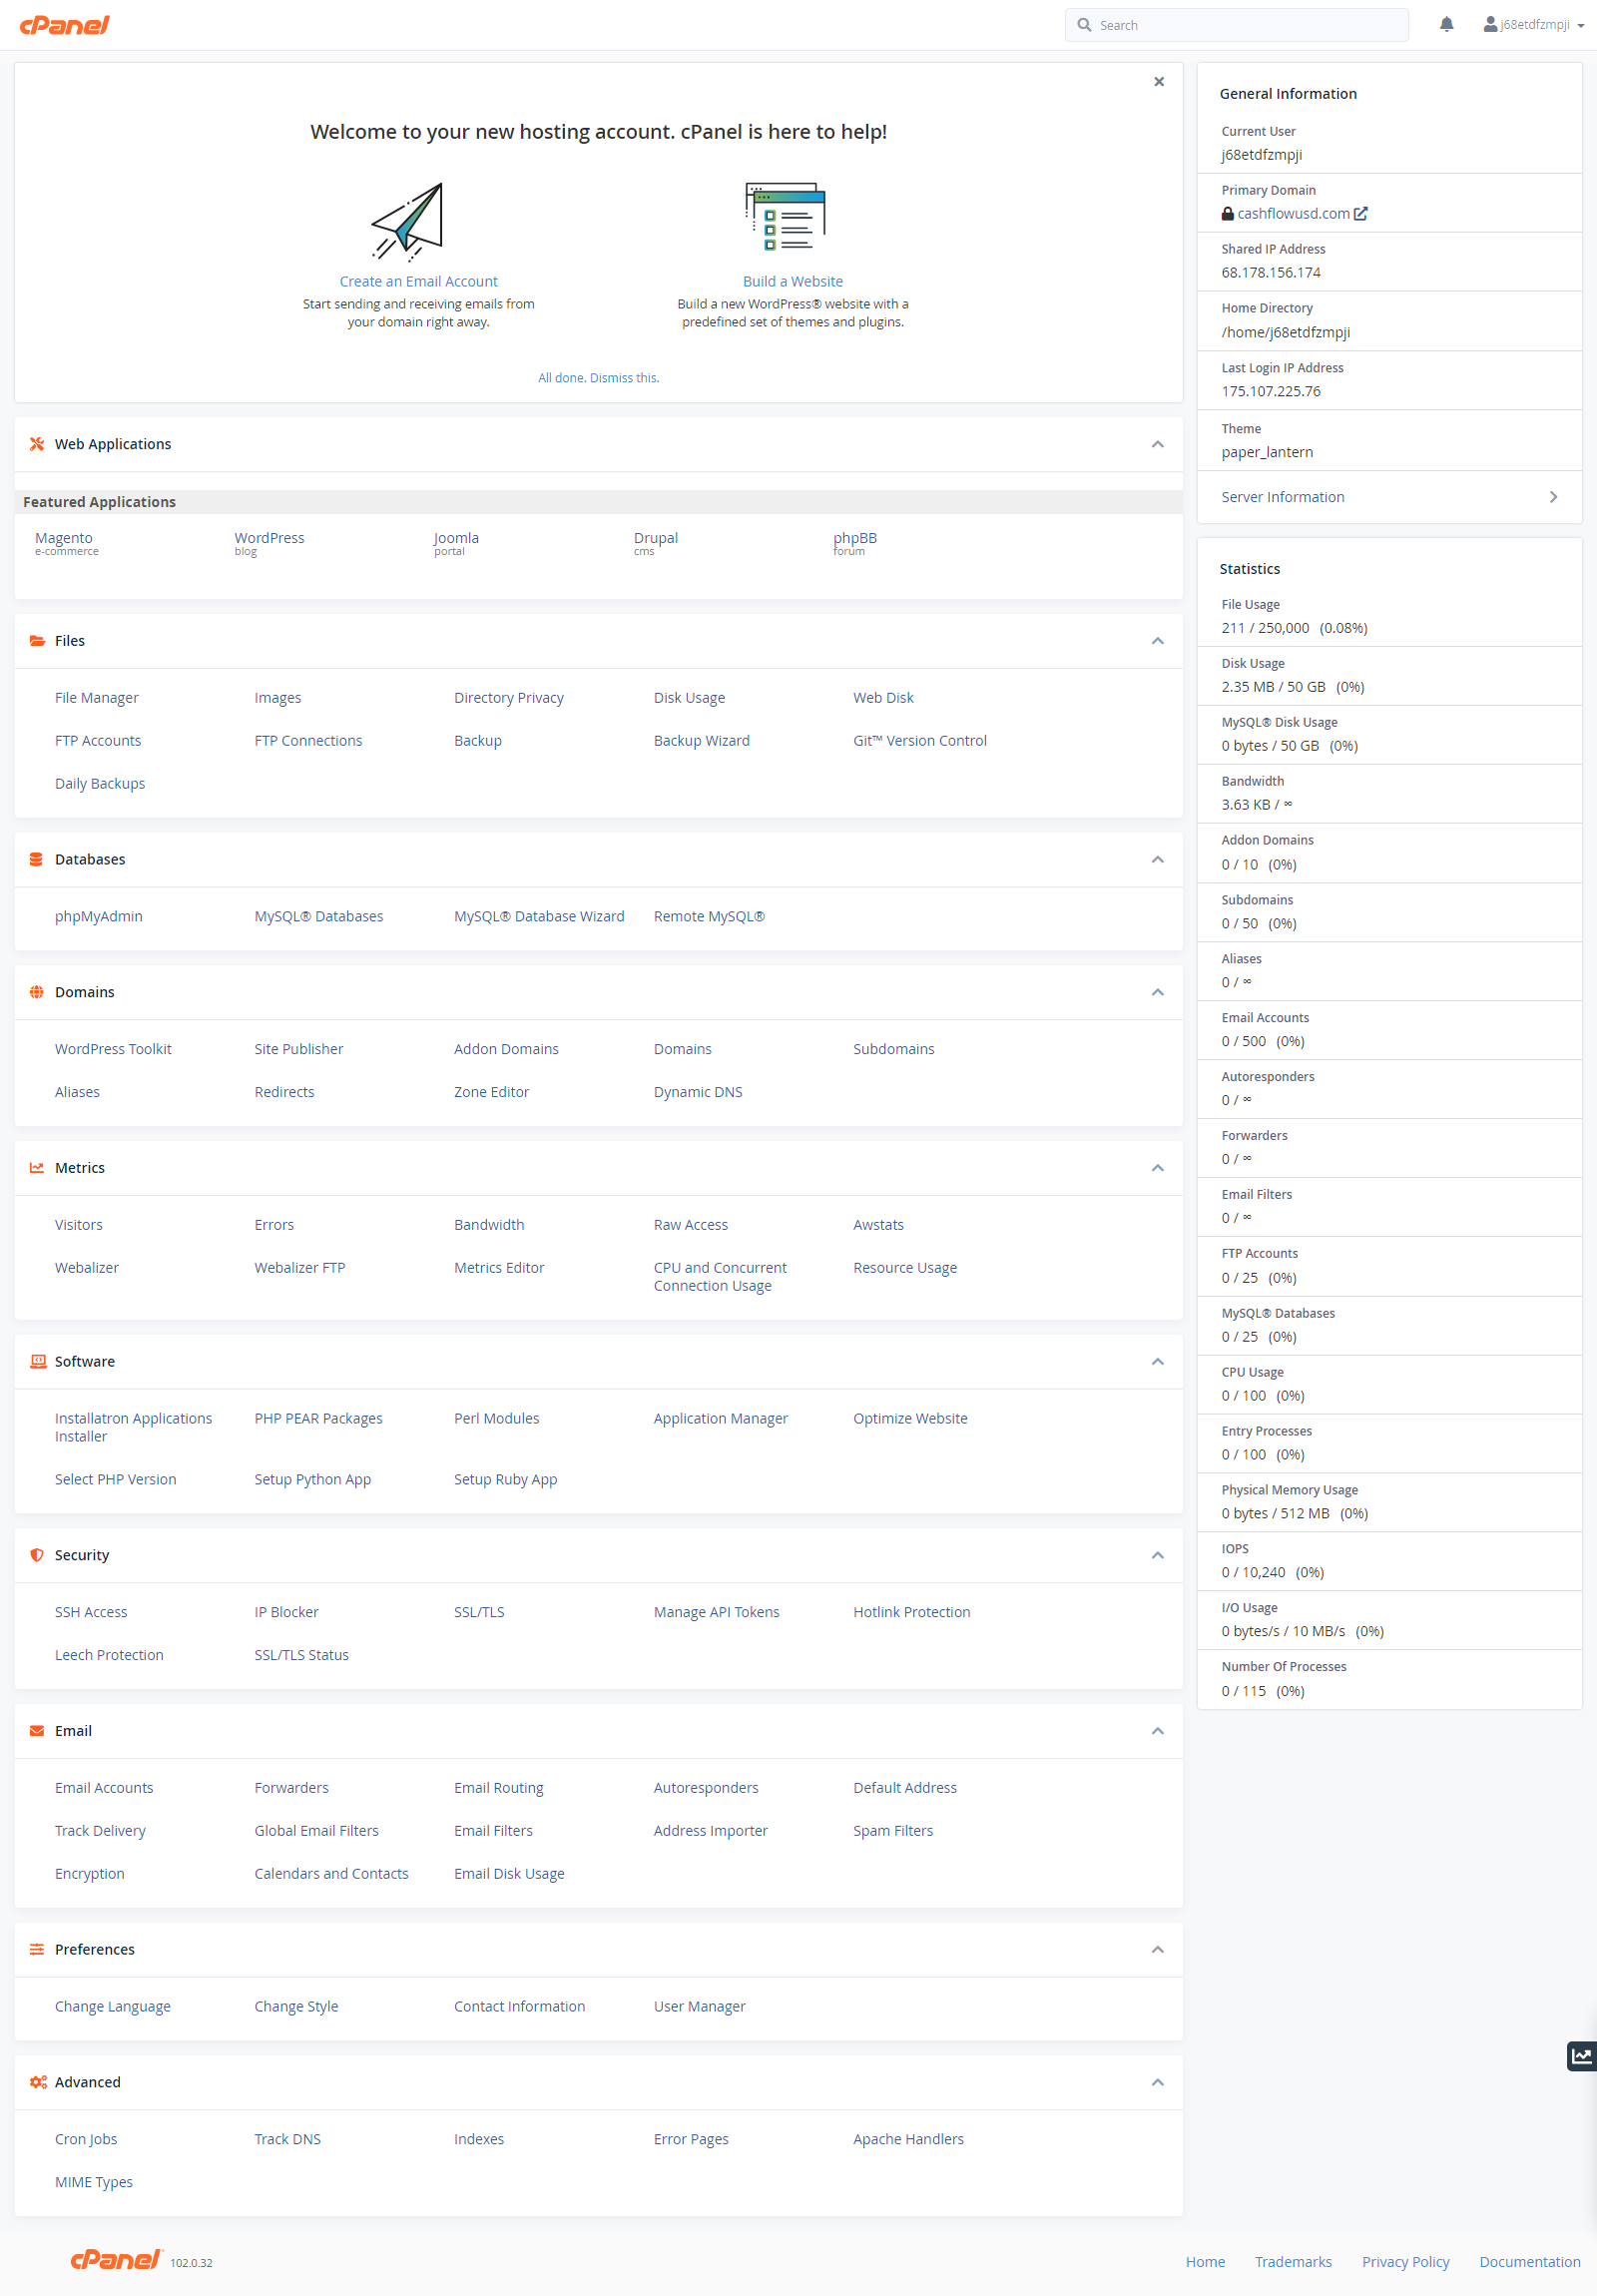 cPanel
Search
j68etdfzmpji
Welcome to your new hosting account. cPanel is here to help!
Create an Email Account
Start sending and receiving emails from
your domain right away.
Build a Website
Build a new WordPress® website with a
predefined set of themes and plugins.
All done. Dismiss this.
Web Applications
Featured Applications
Magento
e-commerce
WordPress
blog
Joomla
portal
Drupal
cms
phpBB
forum
Files
File Manager
Images
Directory Privacy
Disk Usage
Web Disk
FTP Accounts
FTP Connections
Backup
Backup Wizard
Git™ Version Control
Daily Backups
Databases
phpMyAdmin
MySQL® Databases
MySQL® Database Wizard
Remote MySQL®
Domains
WordPress Toolkit
Site Publisher
Addon Domains
Domains
Subdomains
Aliases
Redirects
Zone Editor
Dynamic DNS
Metrics
Visitors
Errors
Bandwidth
Raw Access
Awstats
Webalizer
Webalizer FTP
Metrics Editor
CPU and Concurrent
Connection Usage
Resource Usage
Software
Installatron Applications
Installer
PHP PEAR Packages
Perl Modules
Application Manager
Optimize Website
Select PHP Version
Setup Python App
Setup Ruby App
Security
SSH Access
IP Blocker
SSL/TLS
Manage API Tokens
Hotlink Protection
Leech Protection
SSL/TLS Status
Email
Email Accounts
Forwarders
Email Routing
Autoresponders
Default Address
Track Delivery
Global Email Filters
Email Filters
Address Importer
Spam Filters
Encryption
Calendars and Contacts
Email Disk Usage
Preferences
Change Language
Change Style
Contact Information
User Manager
Advanced
Cron Jobs
Track DNS
Indexes
Error Pages
Apache Handlers
MIME Types
General Information
Current User
j68etdfzmpji
Primary Domain
cashflowusd.com
Shared IP Address
68.178.156.174
Home Directory
/home/j68etdfzmpji
Last Login IP Address
175.107.225.76
Theme
paper_lantern
Server Information
Statistics
File Usage
211 / 250,000 (0.08%)
Disk Usage
2.35 MB / 50 GB (0%)
MySQL® Disk Usage
0 bytes / 50 GB (0%)
Bandwidth
3.63 KB / ∞
Addon Domains
0 / 10 (0%)
Subdomains
0 / 50 (0%)
Aliases
0 / ∞
Email Accounts
0 / 500 (0%)
Autoresponders
0 / ∞
Forwarders
0 / ∞
Email Filters
0 / ∞
FTP Accounts
0 / 25 (0%)
MySQL® Databases
0 / 25 (0%)
CPU Usage
0 / 100 (0%)
Entry Processes
0 / 100 (0%)
Physical Memory Usage
0 bytes / 512 MB (0%)
IOPS
0 / 10,240 (0%)
I/O Usage
0 bytes/s / 10 MB/s (0%)
Number Of Processes
0 / 115 (0%)
cPanel 102.0.32
Home
Trademarks
Privacy Policy
Documentation